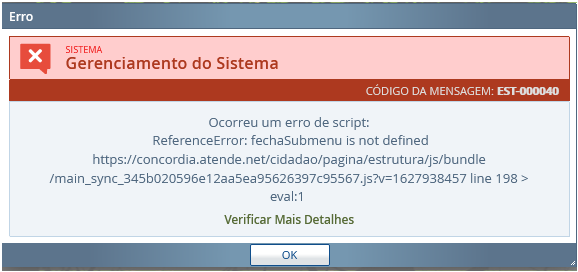 Erro
SISTEMA
Gerenciamento do Sistema
CÓDIGO DA MENSAGEM: EST-000040
Ocorreu um erro de script:
ReferenceError: fechaSubmenu is not defined
https://concordia.atende.net/cidadao/pagina/estrutura/js/bundle
/main_sync_345b020596e12aa5ea95626397c95567.js?v=1627938457 line 198 >
eval:1
Verificar Mais Detalhes
OK